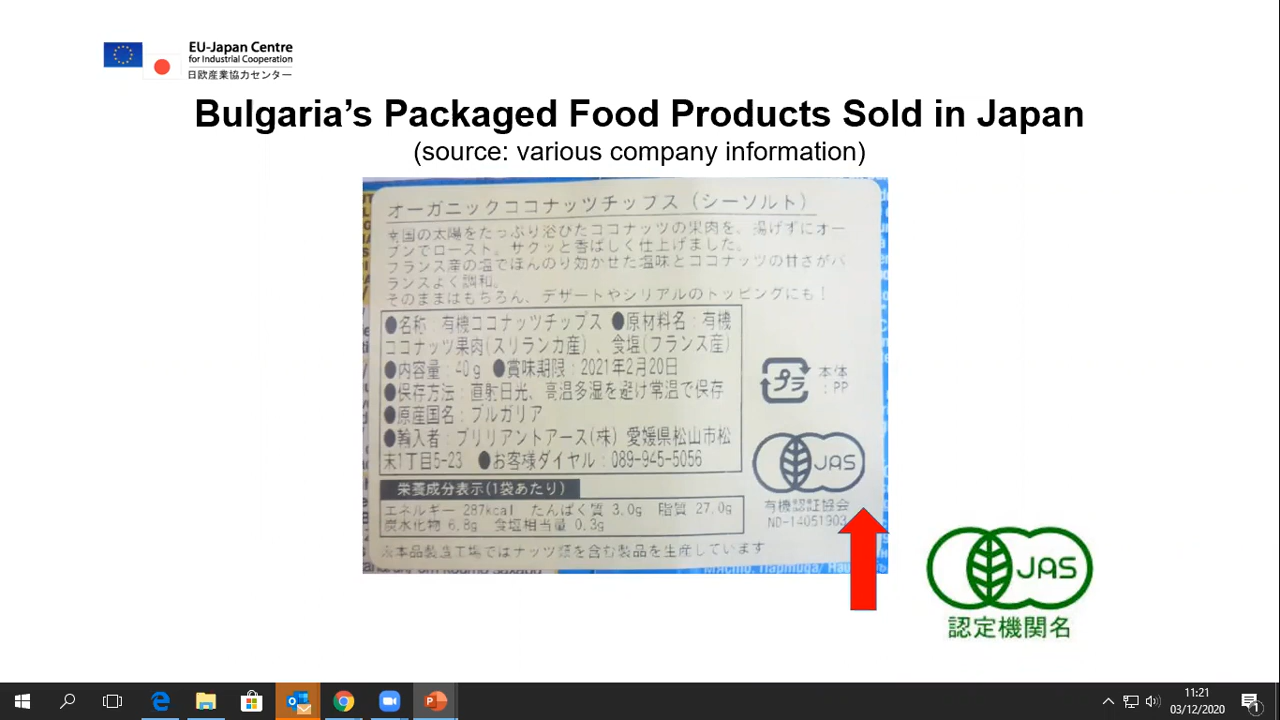 EU-Japan Centre
for Industrial Cooperation
日欧産業協力センター
Bulgaria’s Packaged Food Products Sold in Japan
(source: various company information)
オーガニックココナッツチップス（シーソルト）
南国の太陽をたっぷり浴びたココナッツの果肉を、揚げずにオー
ブンでロースト。サクッと香ばしく仕上げました。
フランス産の塩でほんのり効かせた塩味とココナッツの甘さがバ
ランスよく調和。
そのままはもちろん、デザートやシリアルのトッピングにも！
●名称：有機ココナッツチップス ●原材料名：有機
ココナッツ果肉(スリランカ産)、食塩(フランス産)
●内容量：40g ●賞味期限：2021年2月20日
●保存方法：直射日光、高温多湿を避け常温で保存
●原産国名：ブルガリア
●輸入者：ブリリアントアース(株) 愛媛県松山市松
末1丁目5-23 ●お客様ダイヤル：089-945-5056
プラ
本体
：PP
JAS
有機認証協会
ND-14051903
栄養成分表示(1袋あたり)
エネルギー 287kcal たんぱく質 3.0g 脂質 27.0g
炭水化物 6.8g 食塩相当量 0.3g
※本品製造工場ではナッツ類を含む製品を生産しています
JAS
認定機関名
11:21
03/12/2020
1